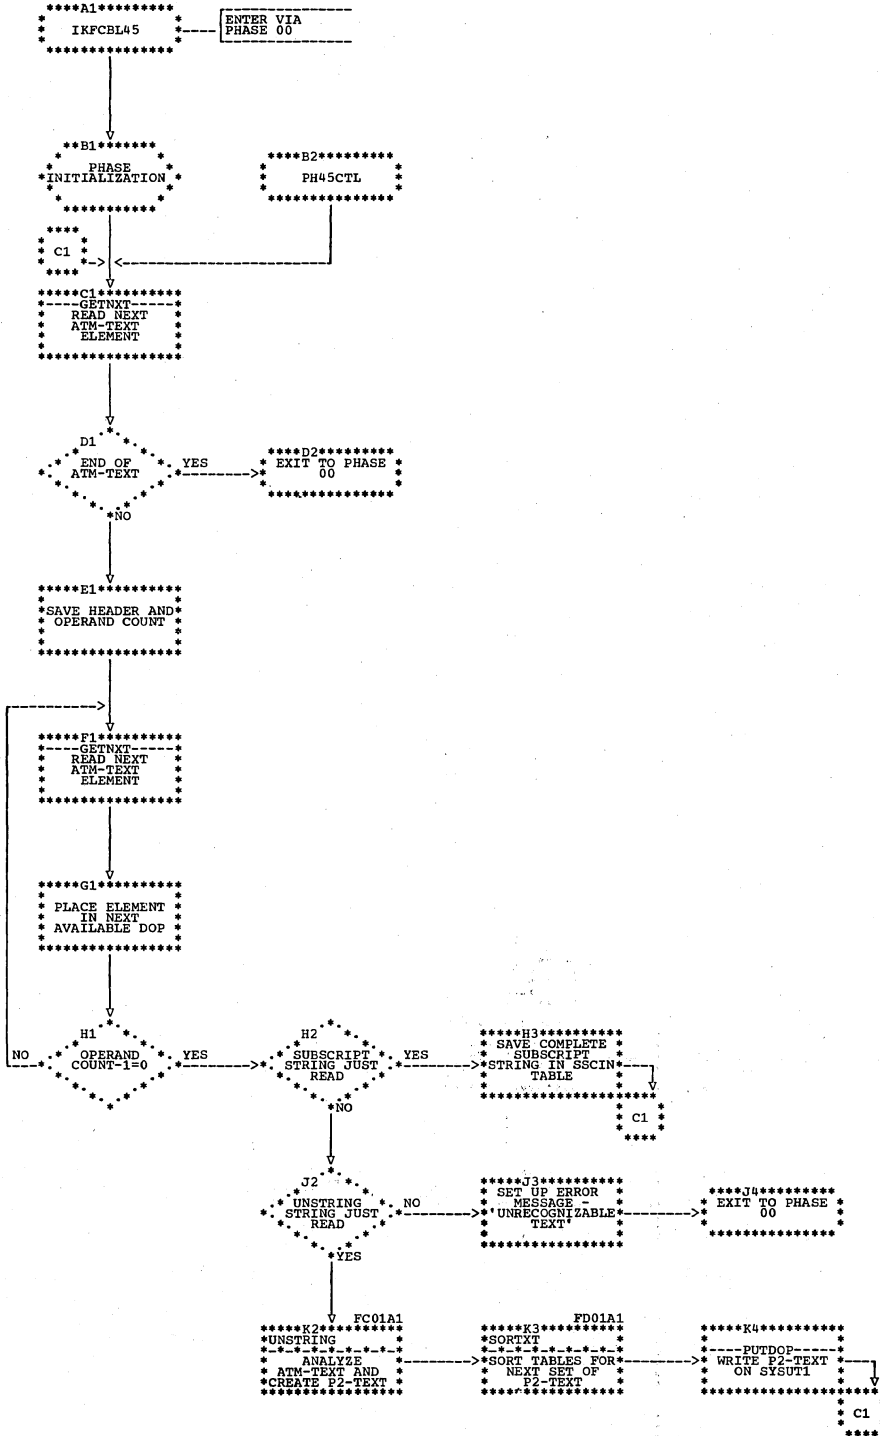 A1
IKFCBL45
ENTER VIA
PHASE 00
B1
PHASE
INITIALIZATION
B2
PH45CTL
C1
C1
GETNXT
READ NEXT
ATM-TEXT
ELEMENT
D1
END OF
ATM-TEXT
YES
NO
D2
EXIT TO PHASE
00
E1
SAVE HEADER AND
OPERAND COUNT
F1
GETNXT
READ NEXT
ATM-TEXT
ELEMENT
G1
PLACE ELEMENT
IN NEXT
AVAILABLE DOP
H1
OPERAND
COUNT-1=0
NO
YES
H2
SUBSCRIPT
STRING JUST
READ
YES
NO
H3
SAVE COMPLETE
SUBSCRIPT
STRING IN SSCIN
TABLE
C1
J2
UNSTRING
STRING JUST
READ
NO
YES
J3
SET UP ERROR
MESSAGE -
'UNRECOGNIZABLE
TEXT'
J4
EXIT TO PHASE
00
FC01A1
K2
UNSTRING
ANALYZE
ATM-TEXT AND
CREATE P2-TEXT
FD01A1
K3
SORTXT
SORT TABLES FOR
NEXT SET OF
P2-TEXT
K4
PUTDOP
WRITE P2-TEXT
ON SYSUT1
C1